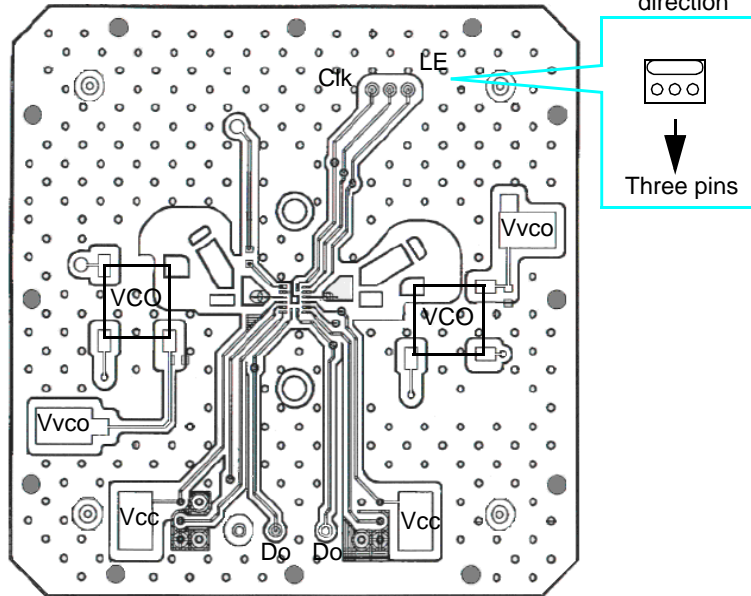 direction
LE
Clk
Three pins
Vvco
VCO
VCO
Vvco
Vcc
Vcc
Do
Do